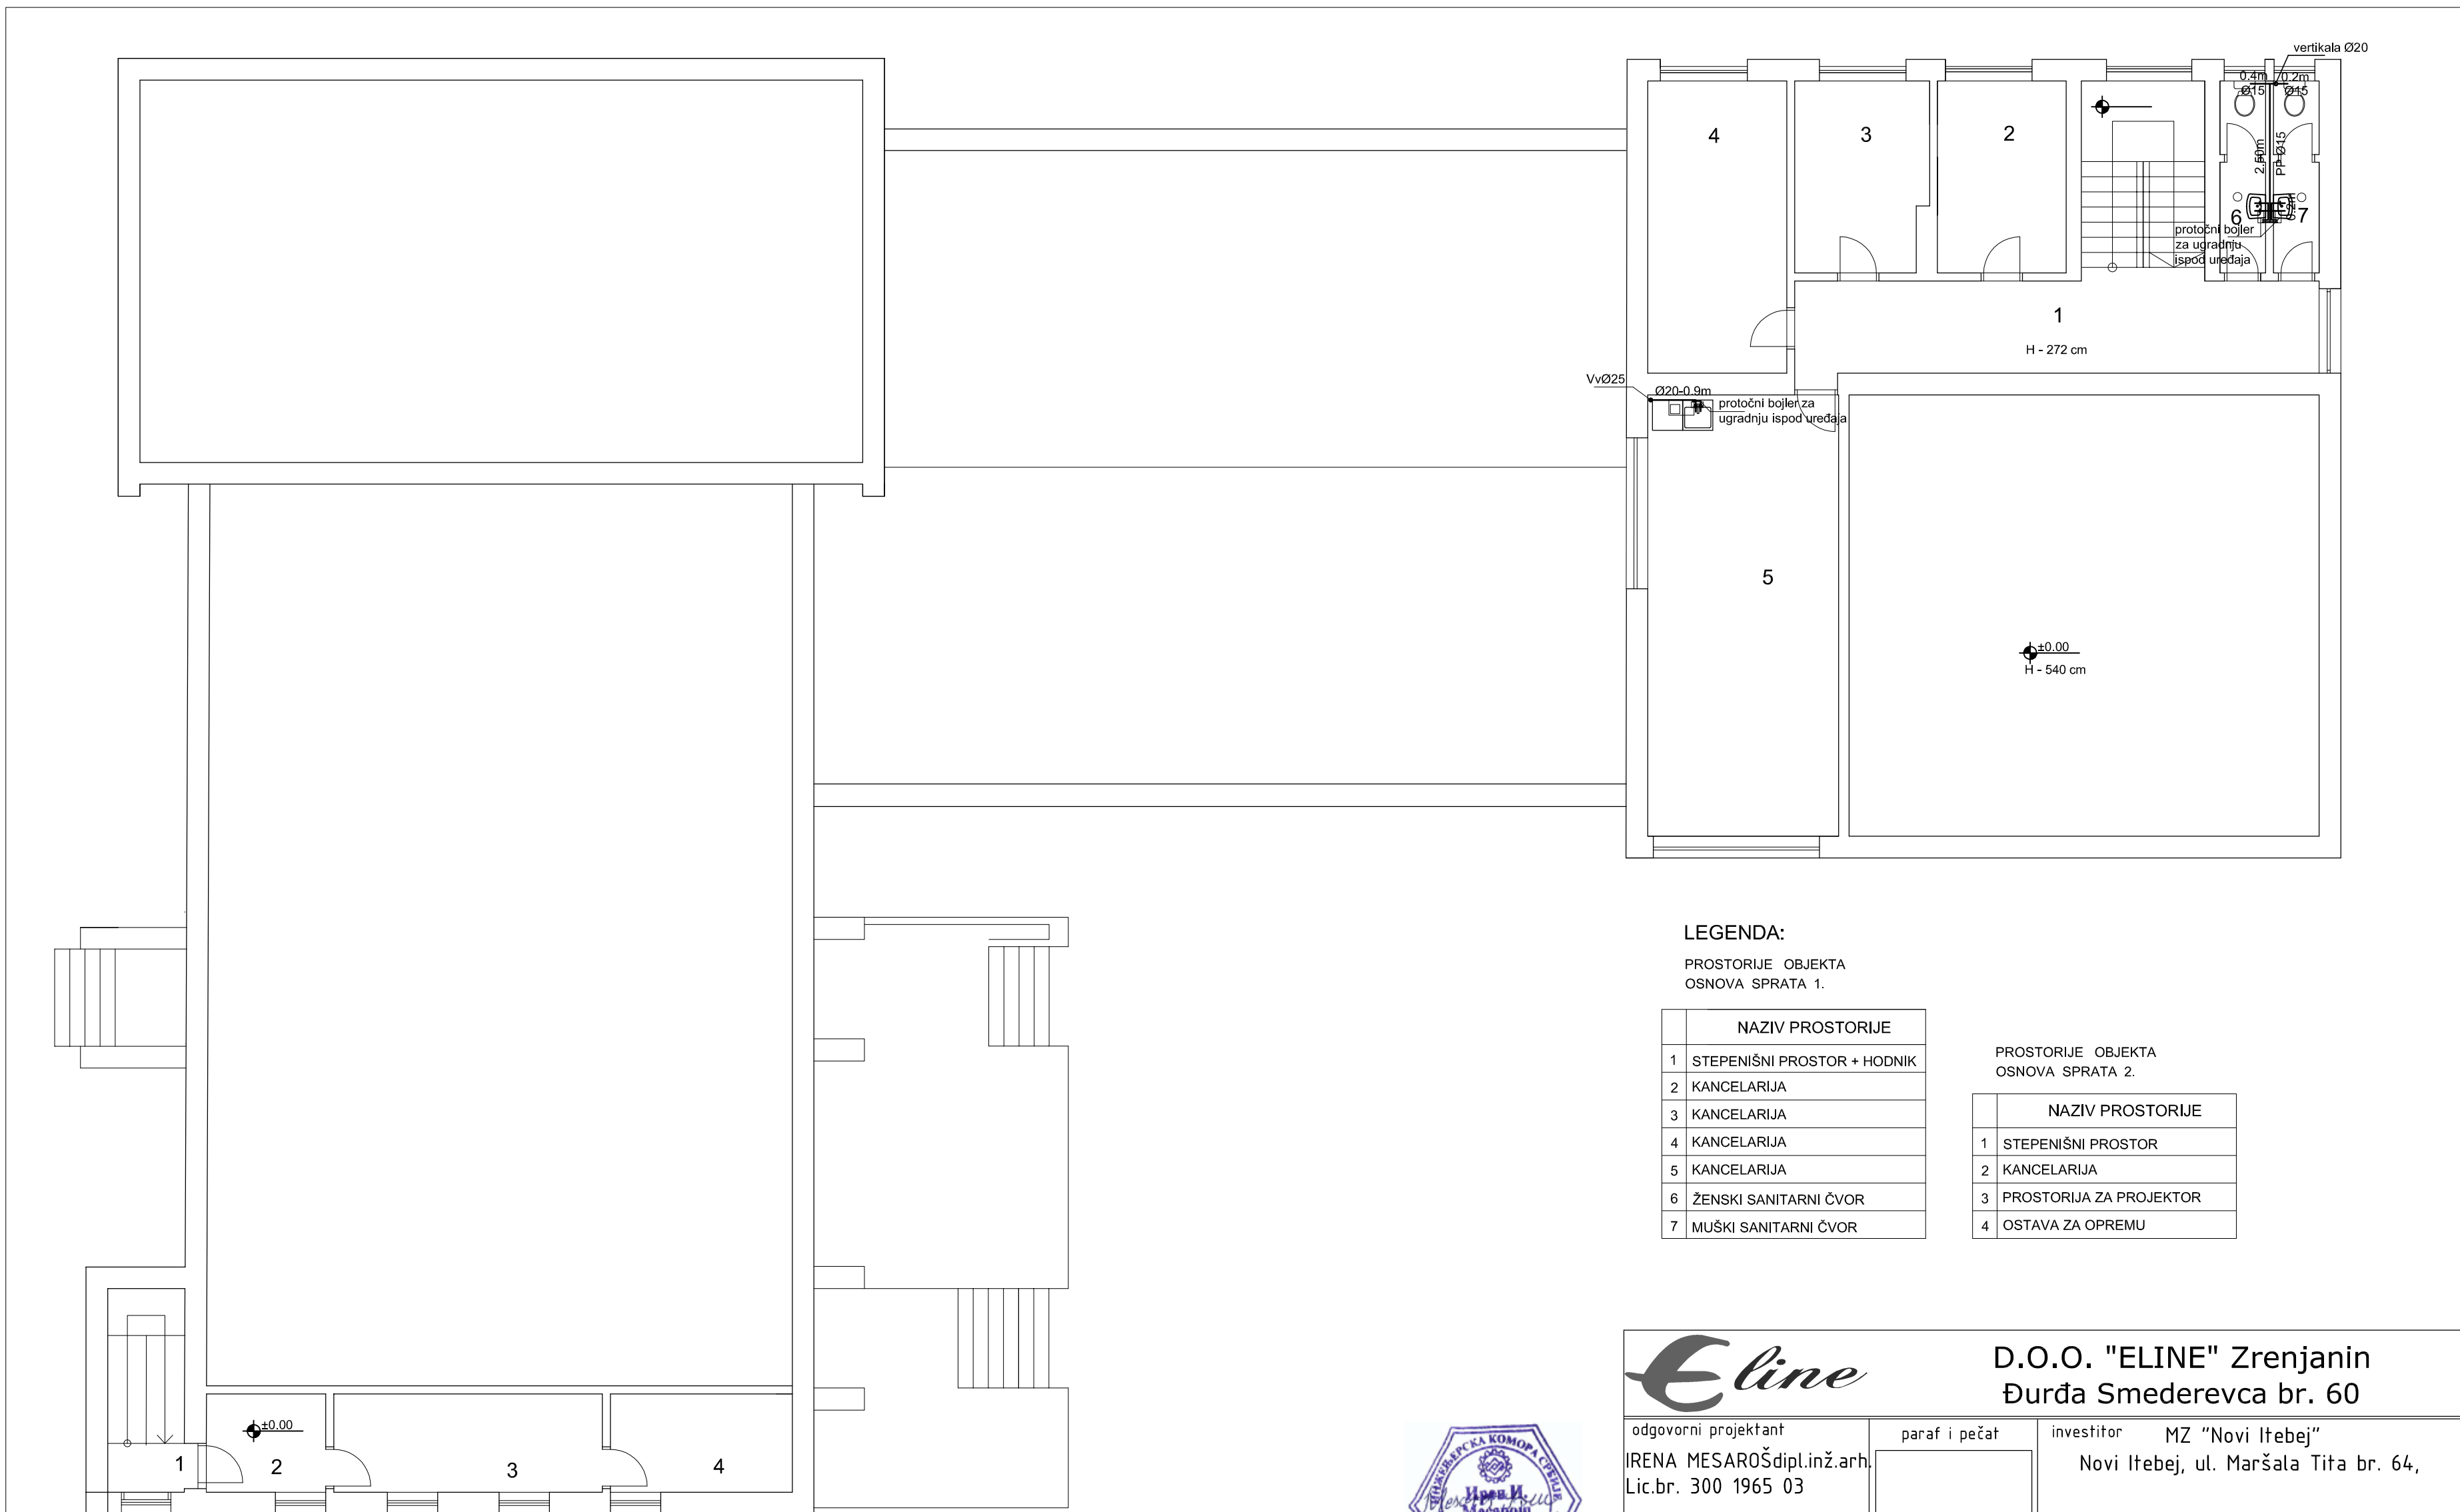 vertikala Ø20
0.4m
0.2m
Ø15
Ø15
4
3
2
2.50m
PP Ø15
0.2m
6
7
protočni bojler
za ugradnju
ispod uređaja
1
H - 272 cm
VvØ25
Ø20-0.9m
protočni bojler za
ugradnju ispod uređaja
5
±0.00
H - 540 cm
LEGENDA:
PROSTORIJE OBJEKTA
OSNOVA SPRATA 1.
NAZIV PROSTORIJE
1 STEPENIŠNI PROSTOR + HODNIK
2 KANCELARIJA
3 KANCELARIJA
4 KANCELARIJA
5 KANCELARIJA
6 ŽENSKI SANITARNI ČVOR
7 MUŠKI SANITARNI ČVOR
PROSTORIJE OBJEKTA
OSNOVA SPRATA 2.
NAZIV PROSTORIJE
1 STEPENIŠNI PROSTOR
2 KANCELARIJA
3 PROSTORIJA ZA PROJEKTOR
4 OSTAVA ZA OPREMU
±0.00
1
2
3
4
Eline
D.O.O. "ELINE" Zrenjanin
Đurđa Smederevca br. 60
odgovorni projektant
IRENA MESAROŠdipl.inž.arh.
Lic.br. 300 1965 03
paraf i pečat
investitor MZ "Novi Itebej"
Novi Itebej, ul. Maršala Tita br. 64,
ИНЖЕЊЕРСКА КОМОРА СРБИЈЕ